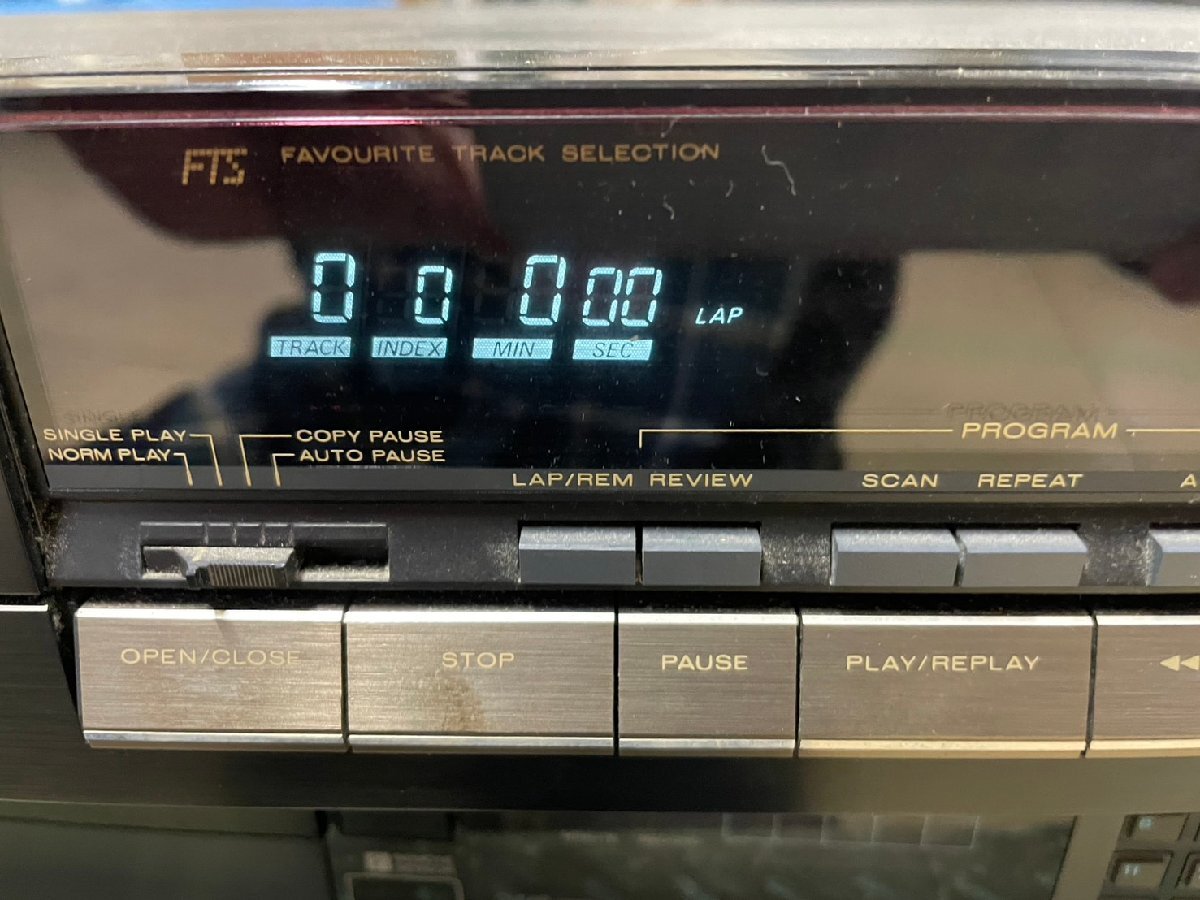 FTS FAVOURITE TRACK SELECTION
0 0 0 00 LAP
TRACK INDEX MIN SEC
SINGLE PLAY COPY PAUSE PROGRAM
NORM PLAY AUTO PAUSE
LAP/REM REVIEW SCAN REPEAT A
OPEN/CLOSE STOP PAUSE PLAY/REPLAY ◀◀